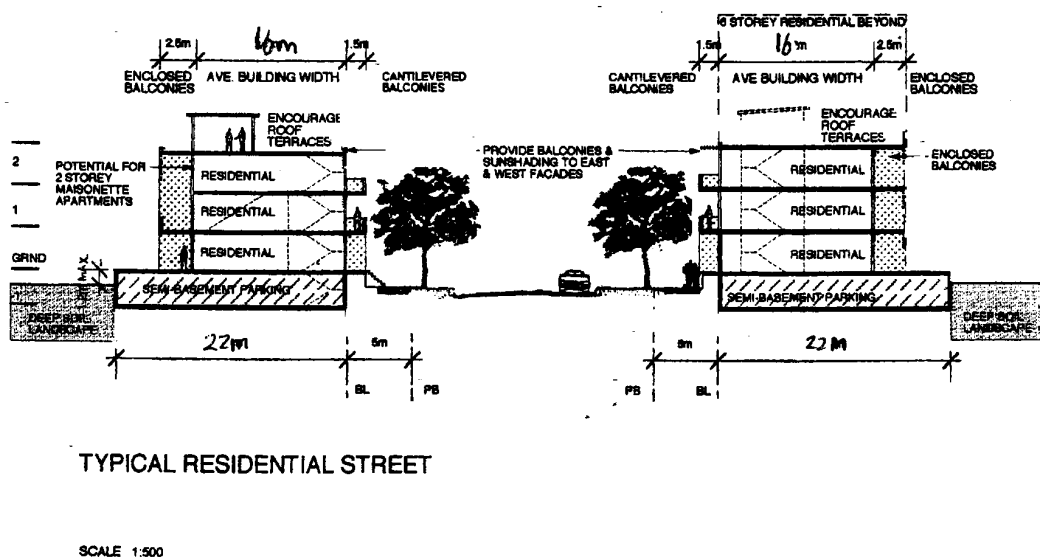 6 STOREY RESIDENTIAL BEYOND
2.5m 16m 1.5m
1.5m 16m 2.5m
ENCLOSED
BALCONIES
AVE. BUILDING WIDTH
CANTILEVERED
BALCONIES
CANTILEVERED
BALCONIES
AVE BUILDING WIDTH
ENCLOSED
BALCONIES
ENCOURAGE
ROOF
TERRACES
ENCOURAGE
ROOF
TERRACES
2
POTENTIAL FOR
2 STOREY
MAISONETTE
APARTMENTS
RESIDENTIAL
PROVIDE BALCONIES &
SUNSHADING TO EAST
& WEST FACADES
RESIDENTIAL
ENCLOSED
BALCONIES
1
RESIDENTIAL
RESIDENTIAL
GRND
RESIDENTIAL
RESIDENTIAL
MAX.
SEMI-BASEMENT PARKING
SEMI-BASEMENT PARKING
DEEP SOIL
LANDSCAPE
DEEP SOIL
LANDSCAPE
22m 5m
5m 22m
BL PB
PB BL
TYPICAL RESIDENTIAL STREET
SCALE 1:500